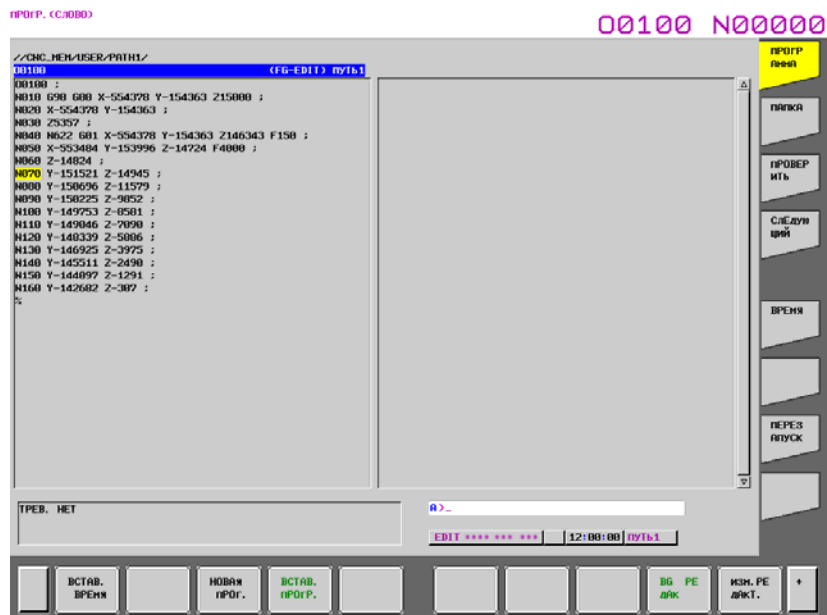 ПРОГР. (СЛОВО)
O0100 N00000
//CNC_MEM/USER/PATH1/
O0100 (FG-EDIT) ПУТЬ1
O0100 ;
N010 G90 G00 X-554378 Y-154363 Z15000 ;
N020 X-554378 Y-154363 ;
N030 Z5357 ;
N040 N622 G01 X-554378 Y-154363 Z146343 F150 ;
N050 X-553484 Y-153996 Z-14724 F4000 ;
N060 Z-14824 ;
N070 Y-151521 Z-14945 ;
N080 Y-150696 Z-11579 ;
N090 Y-150225 Z-9852 ;
N100 Y-149753 Z-8581 ;
N110 Y-149046 Z-7090 ;
N120 Y-148339 Z-5806 ;
N130 Y-146925 Z-3975 ;
N140 Y-145511 Z-2490 ;
N150 Y-144097 Z-1291 ;
N160 Y-142682 Z-307 ;
%
ПРОГР
АММА
ПАПКА
ПРОВЕР
ИТЬ
СЛЕДУЮ
ЩИЙ
ВРЕМЯ
ПЕРЕЗ
АПУСК
ТРЕВ. НЕТ
A>_
EDIT **** *** *** 12:00:00 ПУТЬ1
ВСТАВ.
ВРЕМЯ
НОВАЯ
ПРОГ.
ВСТАВ.
ПРОГР.
BG РЕ
ДАК
ИЗМ.РЕ
ДАКТ.
+